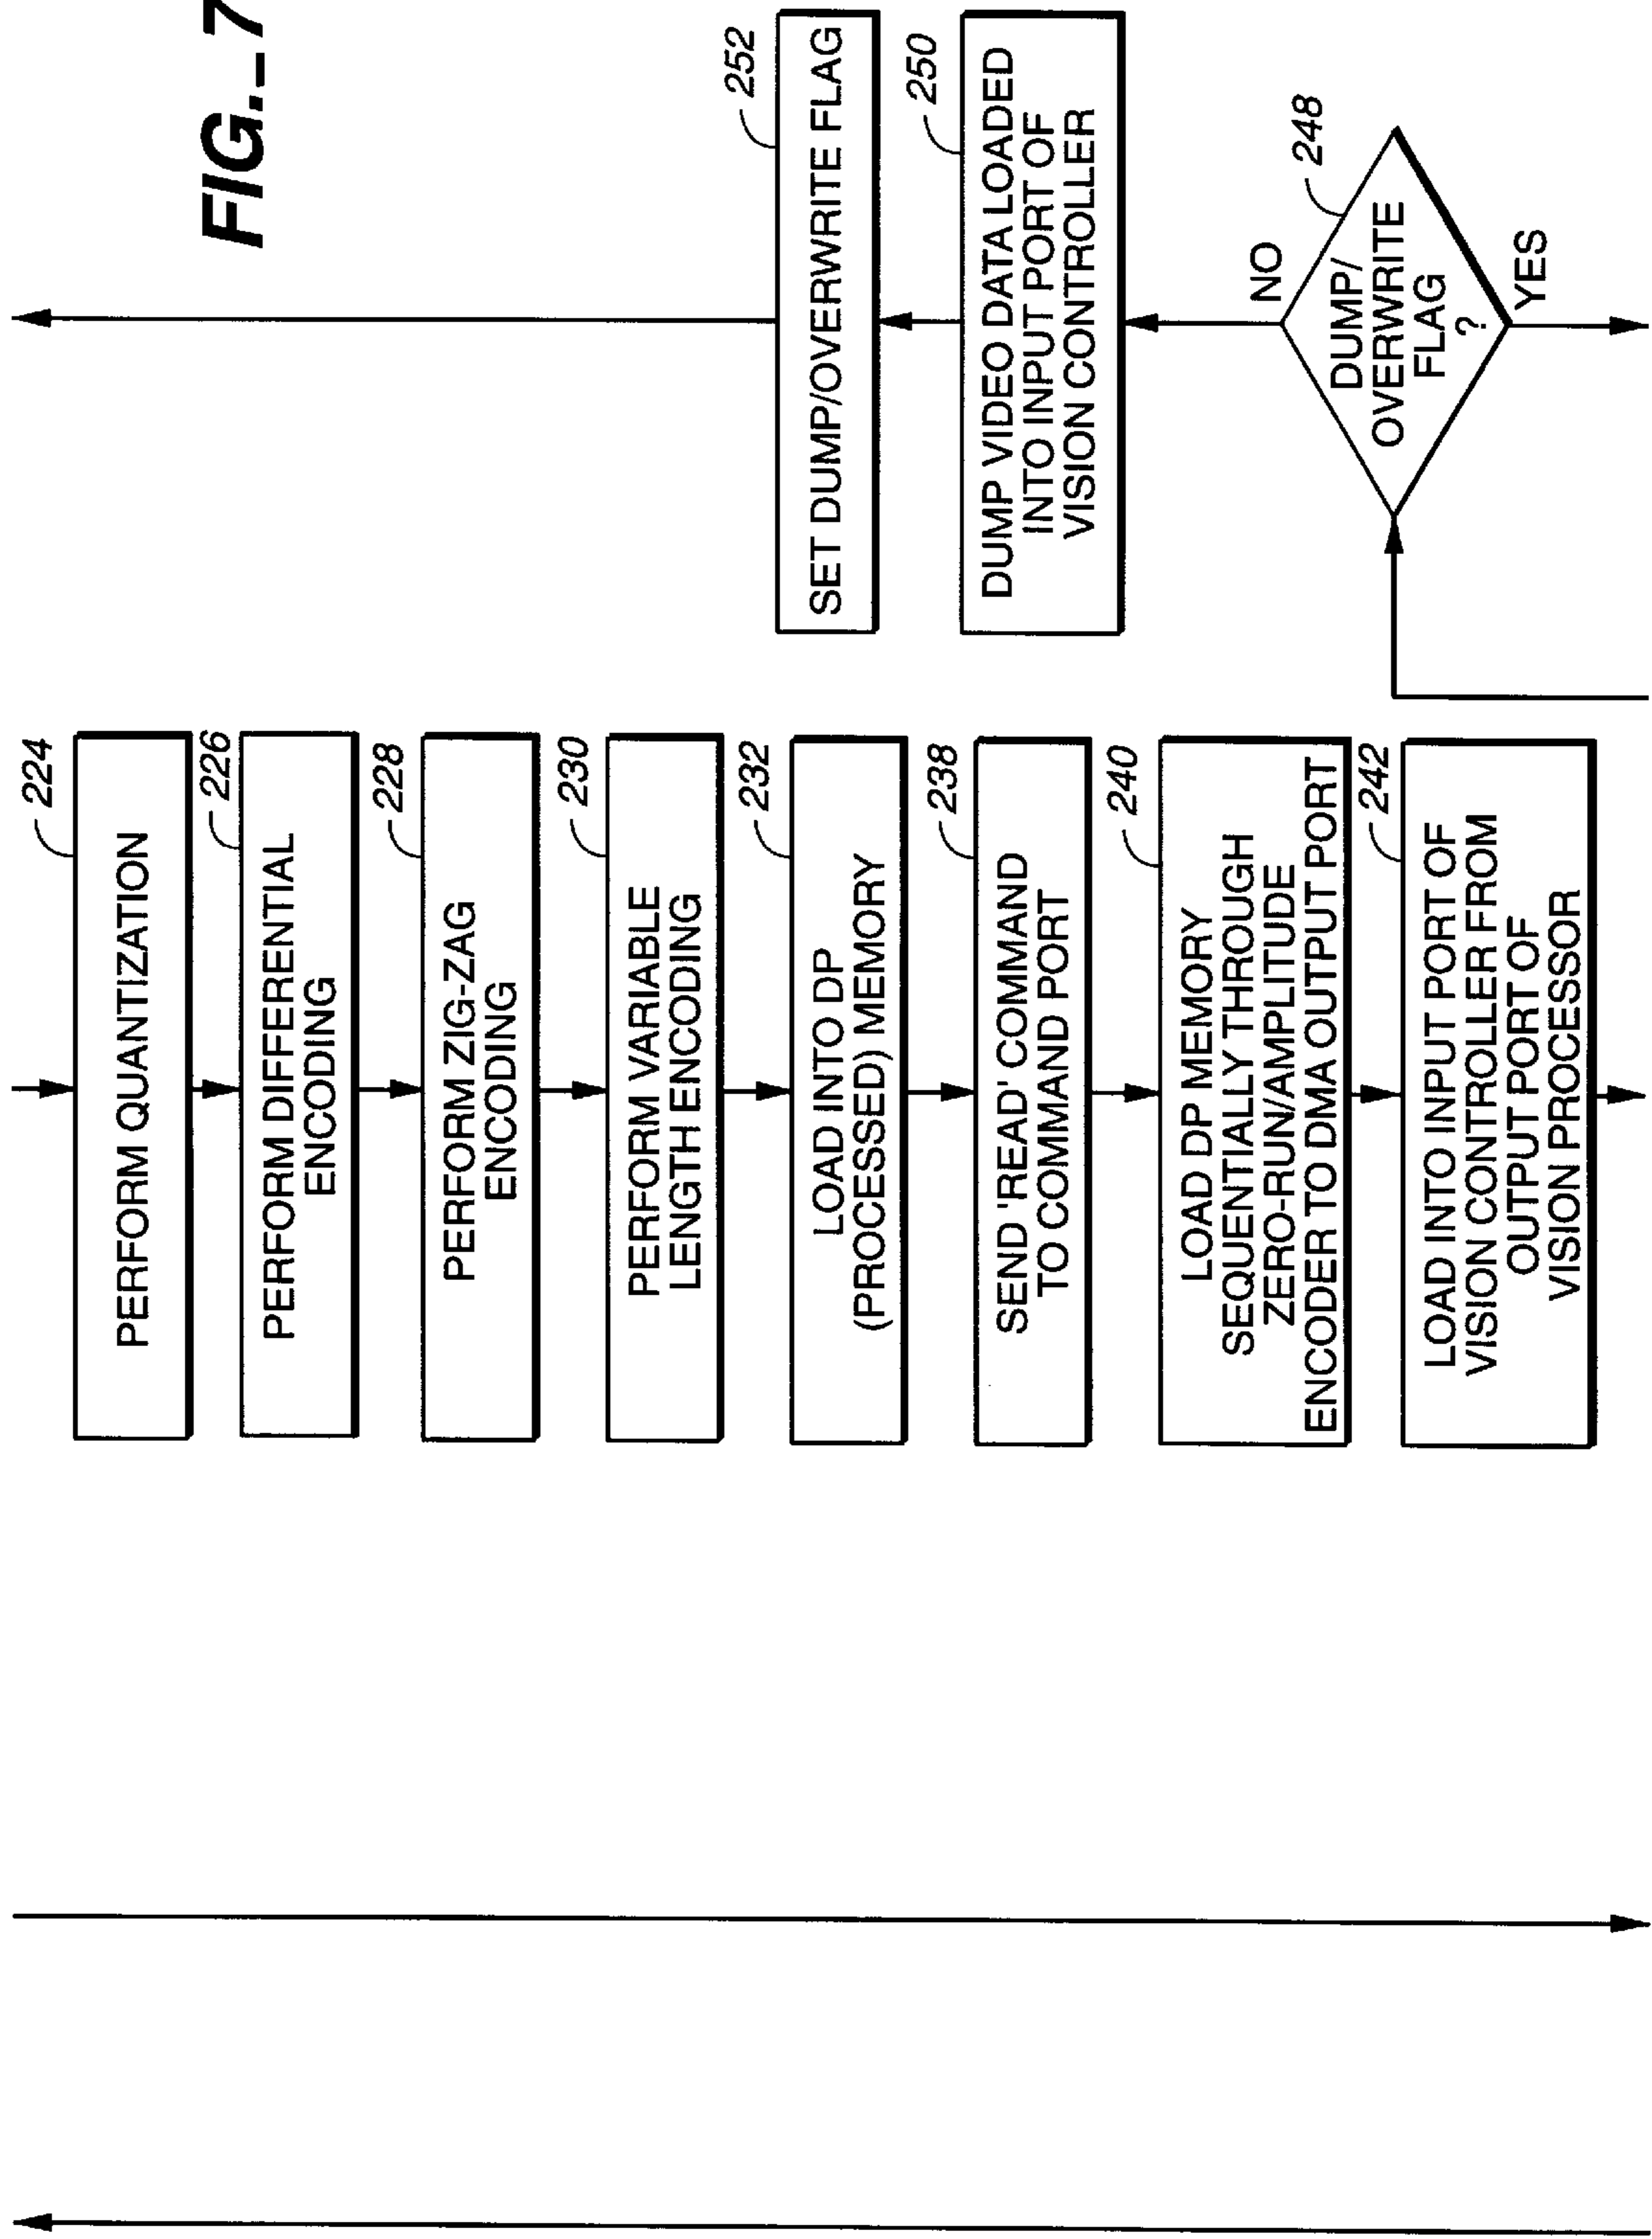 224
PERFORM QUANTIZATION
226
PERFORM DIFFERENTIAL
ENCODING
228
PERFORM ZIG-ZAG
ENCODING
230
PERFORM VARIABLE
LENGTH ENCODING
232
LOAD INTO DP
(PROCESSED) MEMORY
238
SEND 'READ' COMMAND
TO COMMAND PORT
240
LOAD DP MEMORY
SEQUENTIALLY THROUGH
ZERO-RUN/AMPLITUDE
ENCODER TO DMA OUTPUT PORT
242
LOAD INTO INPUT PORT OF
VISION CONTROLLER FROM
OUTPUT PORT OF
VISION PROCESSOR
FIG._7
252
SET DUMP/OVERWRITE FLAG
250
DUMP VIDEO DATA LOADED
INTO INPUT PORT OF
VISION CONTROLLER
248
NO
DUMP/
OVERWRITE
FLAG
?
YES